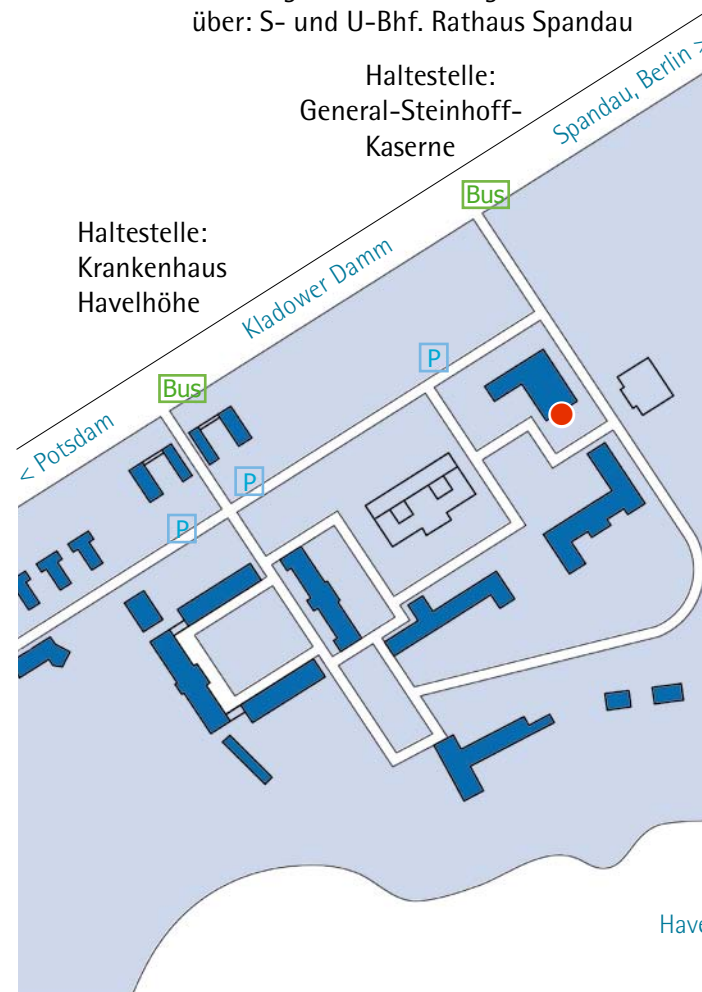 über: S- und U-Bhf. Rathaus Spandau
Haltestelle:
General-Steinhoff-
Kaserne
Spandau, Berlin >
Bus
Haltestelle:
Krankenhaus
Havelhöhe
Kladower Damm
P
Bus
< Potsdam
P
P